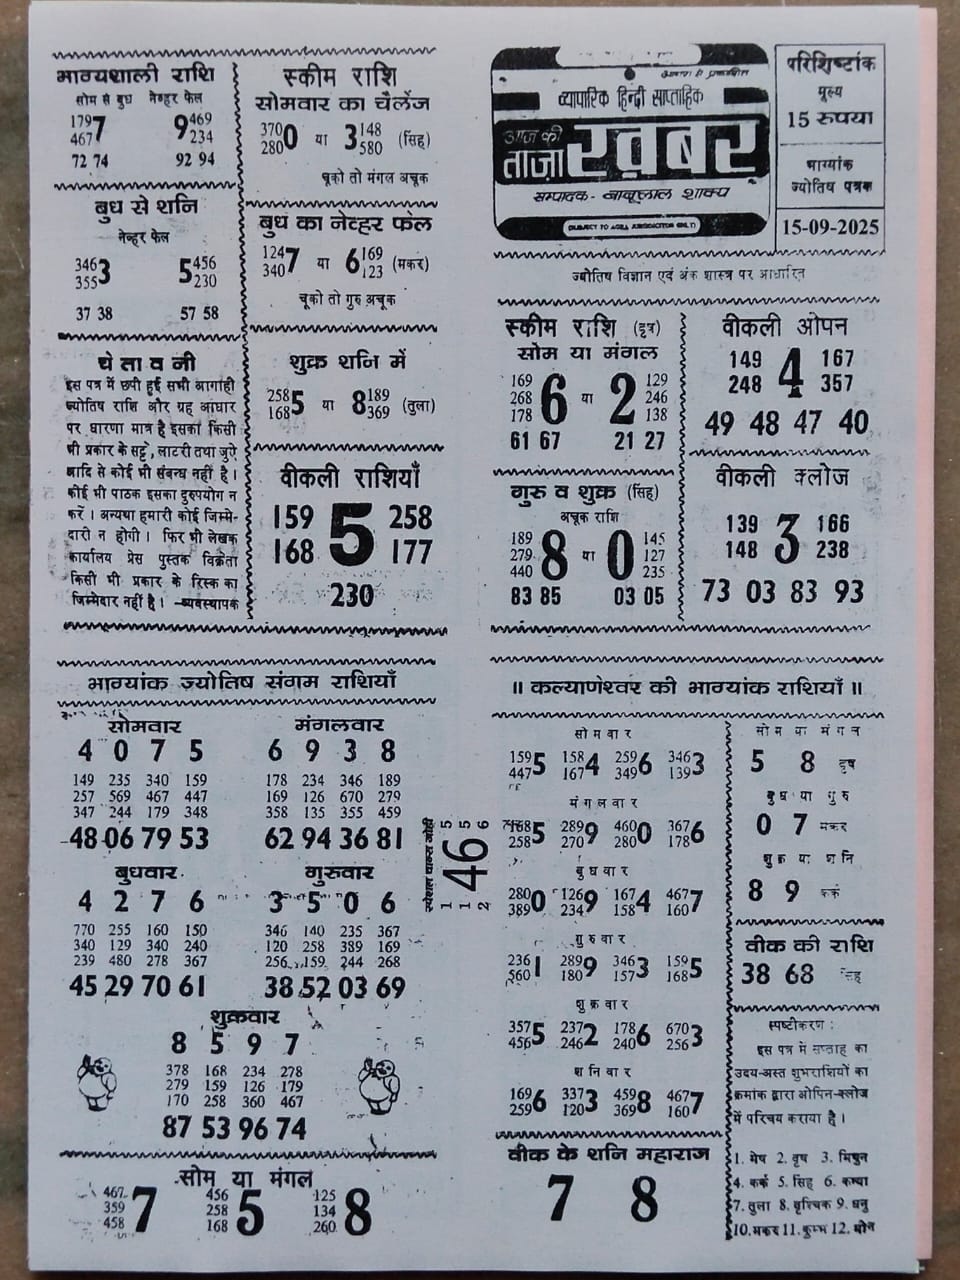 भाग्यशाली राशि
सोम से बुध नेव्हर फेल
179 467 7 9 469 234
72 74 92 94
बुध से शनि
नेव्हर फेल
346 355 3 5 456 230
37 38 57 58
चेतावनी
इस पत्र में छपी हुई सभी आगांही
ज्योतिष राशि और ग्रह आधार
पर धारणा मात्र है इसका किसी
भी प्रकार के सट्टे, लाटरी तथा जुऐ
आदि से कोई भी संबन्ध नहीं है।
कोई भी पाठक इसका दुरुपयोग न
करें। अन्यथा हमारी कोई जिम्मे-
दारी न होगी। फिर भी लेखक
कार्यालय प्रेस पुस्तक विक्रेता
किसी भी प्रकार के रिस्क का
जिम्मेदार नहीं है। -व्यवस्थापक
स्कीम राशि
सोमवार का चैलेंज
370 280 0 या 3 148 580 (सिंह)
चूको तो मंगल अचूक
बुध का नेव्हर फेल
124 340 7 या 6 169 123 (मकर)
चूको तो गुरु अचूक
शुक्र शनि में
258 168 5 या 8 189 369 (तुला)
वीकली राशियाँ
159 168 5 258 177
230
व्यापारिक हिन्दी साप्ताहिक
आज की
ताज़ा ख़बर
सम्पादक- बाबूलाल शाक्य
(SUBJECT TO AGRA JURISDICTION ONLY)
परिशिष्टांक
मूल्य
15 रुपया
भाग्यांक
ज्योतिष पत्रक
15-09-2025
ज्योतिष विज्ञान एवं अंक शास्त्र पर आधारित
स्कीम राशि
सोम या मंगल
169 268 178 6 या 2 129 246 138
61 67 21 27
गुरु व शुक्र (सिंह)
अचूक राशि
189 279 440 8 या 0 145 127 235
83 85 03 05
वीकली ओपन
149 248 4 167 357
49 48 47 40
वीकली क्लोज
139 148 3 166 238
73 03 83 93
भाग्यांक ज्योतिष संगम राशियाँ
सोमवार
4 0 7 5
149 235 340 159
257 569 467 447
347 244 179 348
48 06 79 53
मंगलवार
6 9 3 8
178 234 346 189
169 126 670 279
358 135 355 459
62 94 36 81
बुधवार
4 2 7 6
770 255 160 150
340 129 340 240
239 480 278 367
45 29 70 61
गुरुवार
3 5 0 6
346 140 235 367
120 258 389 169
256 159 244 268
38 52 03 69
शुक्रवार
8 5 9 7
378 168 234 278
279 159 126 179
170 258 360 467
87 53 96 74
सोम या मंगल
467 359 458 7 456 258 168 5 125 134 260 8
1 1 2 46 5 5 6
॥ कल्याणेश्वर की भाग्यांक राशियाँ ॥
सोमवार
159 447 5 158 167 4 259 349 6 346 139 3
मंगलवार
258 5 289 270 9 460 280 0 367 178 6
बुधवार
280 389 0 126 234 9 167 158 4 467 160 7
गुरुवार
236 560 1 289 180 9 346 157 3 159 168 5
शुक्रवार
357 456 5 237 246 2 178 240 6 670 256 3
शनिवार
169 259 6 337 120 3 459 369 8 467 160 7
वीक के शनि महाराज
7 8
सोम या मंगल
5 8
बुध या गुरु
0 7 मकर
शुक्र या शनि
8 9 कर्क
वीक की राशि
38 68
स्पष्टीकरण :
इस पत्र में सप्ताह का
उदय-अस्त शुभराशियों का
क्रमांक द्वारा ओपिन-क्लोज
में परिचय कराया है।
1. मेष 2. वृष 3. मिथुन
4. कर्क 5. सिंह 6. कन्या
7. तुला 8. वृश्चिक 9. धनु
10. मकर 11. कुम्भ 12. मीन